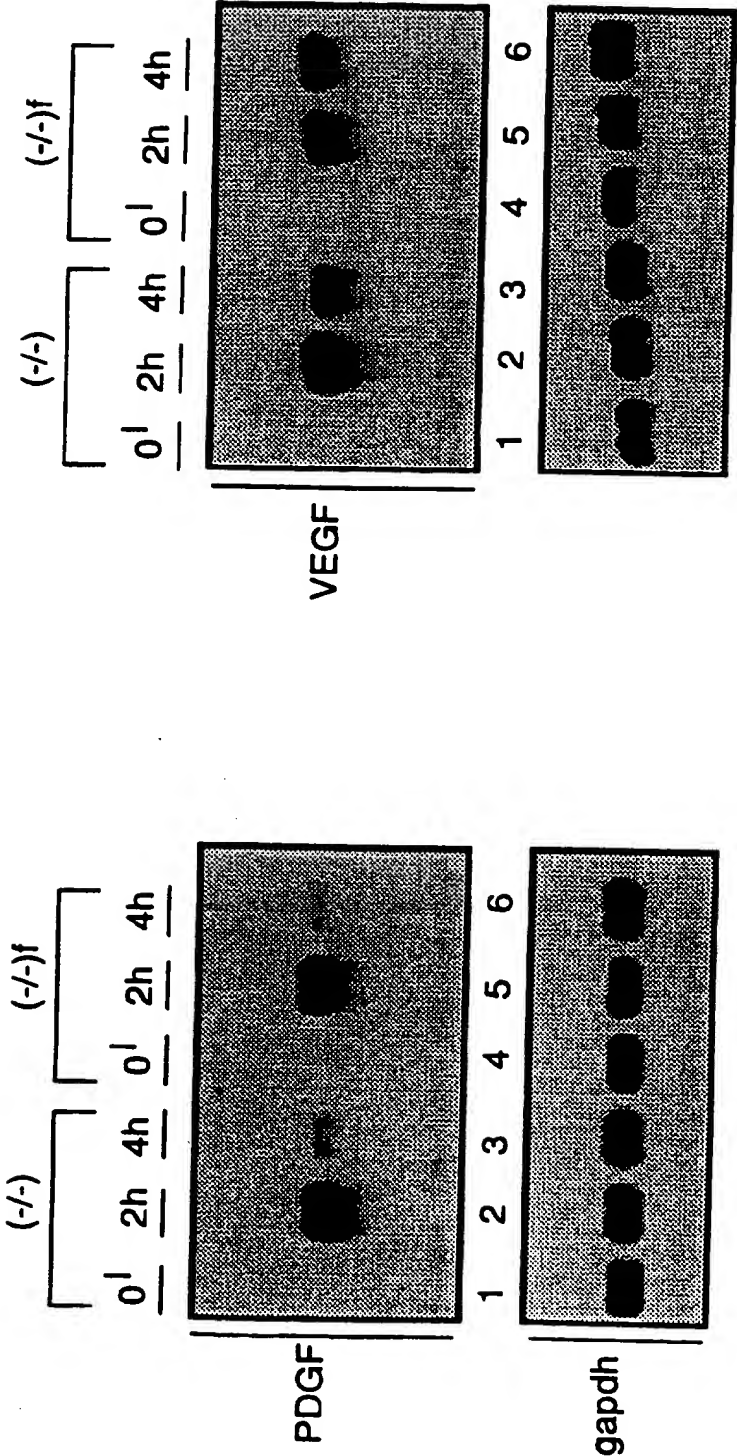 (-/-) (-/-)f
0' 2h 4h 0' 2h 4h
PDGF
1 2 3 4 5 6
gapdh
(-/-) (-/-)f
0' 2h 4h 0' 2h 4h
VEGF
1 2 3 4 5 6